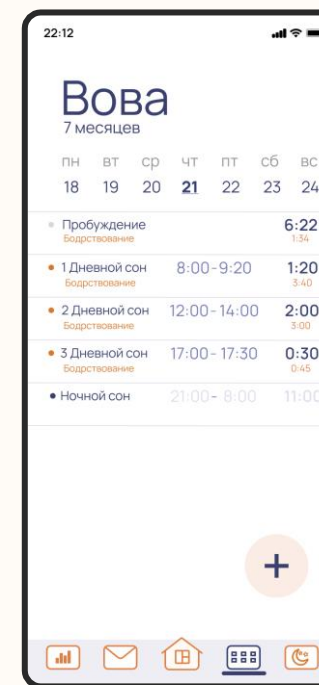 22:12
Вова
7 месяцев
пн вт ср чт пт сб вс
18 19 20 21 22 23 24
Пробуждение 6:22
Бодрствование 1:34
1 Дневной сон 8:00-9:20 1:20
Бодрствование 3:40
2 Дневной сон 12:00-14:00 2:00
Бодрствование 3:00
3 Дневной сон 17:00-17:30 0:30
Бодрствование 0:45
Ночной сон 21:00- 8:00 11:00
+